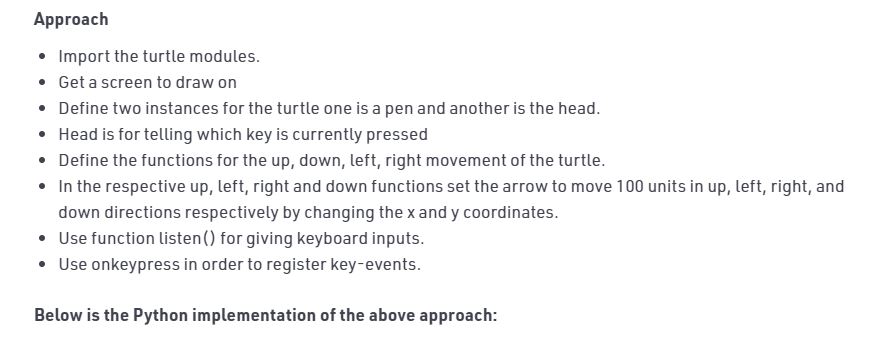 Approach
• Import the turtle modules.
• Get a screen to draw on
• Define two instances for the turtle one is a pen and another is the head.
• Head is for telling which key is currently pressed
• Define the functions for the up, down, left, right movement of the turtle.
• In the respective up, left, right and down functions set the arrow to move 100 units in up, left, right, and
down directions respectively by changing the x and y coordinates.
• Use function listen() for giving keyboard inputs.
• Use onkeypress in order to register key-events.
Below is the Python implementation of the above approach: